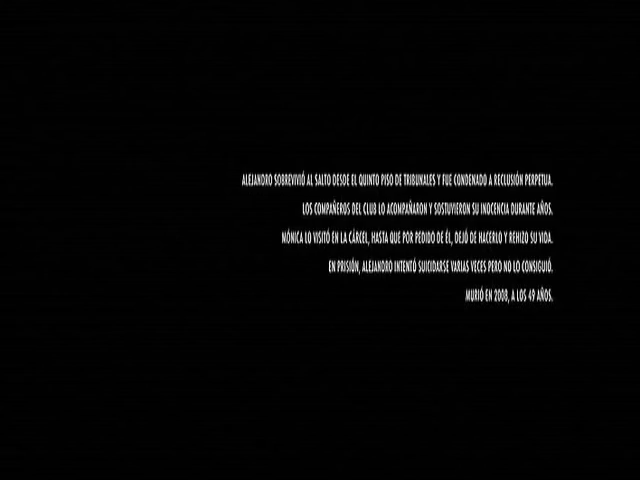 ALEJANDRO SOBREVIVIÓ AL SALTO DESDE EL QUINTO PISO DE TRIBUNALES Y FUE CONDENADO A RECLUSIÓN PERPETUA.
LOS COMPAÑEROS DEL CLUB LO ACOMPAÑARON Y SOSTUVIERON SU INOCENCIA DURANTE AÑOS.
MÓNICA LO VISITÓ EN LA CÁRCEL, HASTA QUE POR PEDIDO DE ÉL, DEJÓ DE HACERLO Y REHIZO SU VIDA.
EN PRISIÓN, ALEJANDRO INTENTÓ SUICIDARSE VARIAS VECES PERO NO LO CONSIGUIÓ.
MURIÓ EN 2008, A LOS 49 AÑOS.